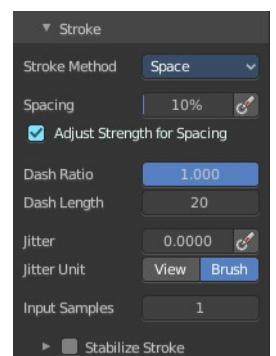 Stroke
Stroke Method Space
Spacing 10%
Adjust Strength for Spacing
Dash Ratio 1.000
Dash Length 20
Jitter 0.0000
Jitter Unit View Brush
Input Samples 1
Stabilize Stroke